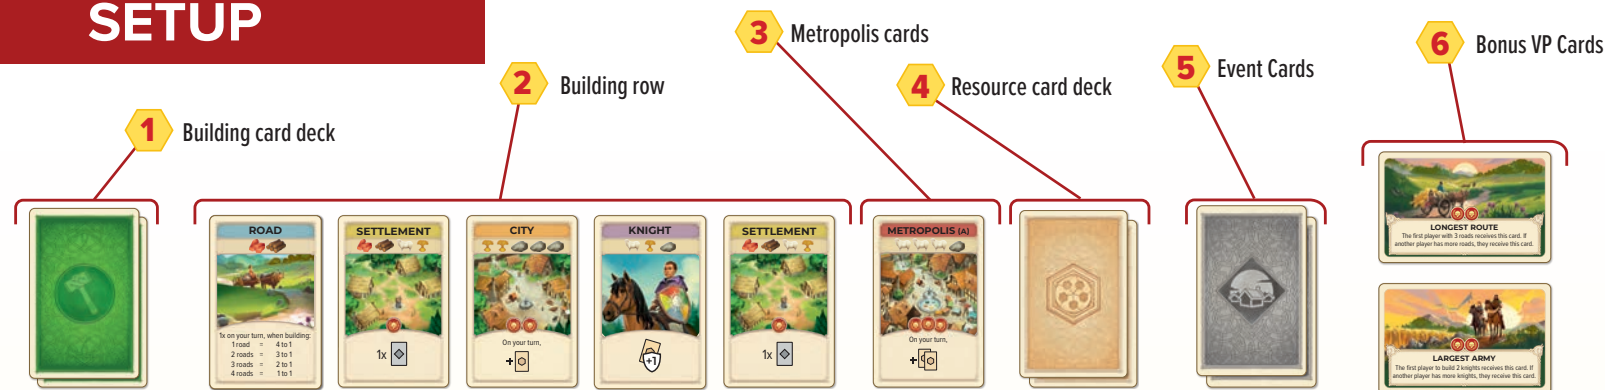 SETUP
1 Building card deck
2 Building row
3 Metropolis cards
4 Resource card deck
5 Event Cards
6 Bonus VP Cards
ROAD
1x on your turn, when building:
1 road = 4 to 1
2 roads = 3 to 1
3 roads = 2 to 1
4 roads = 1 to 1
SETTLEMENT
1x
CITY
On your turn,
+
KNIGHT
+1
SETTLEMENT
1x
METROPOLIS (A)
On your turn,
+
LONGEST ROUTE
The first player with 3 roads receives this card. If
another player has more roads, they receive this card.
LARGEST ARMY
The first player to build 2 knights receives this card. If
another player has more knights, they receive this card.